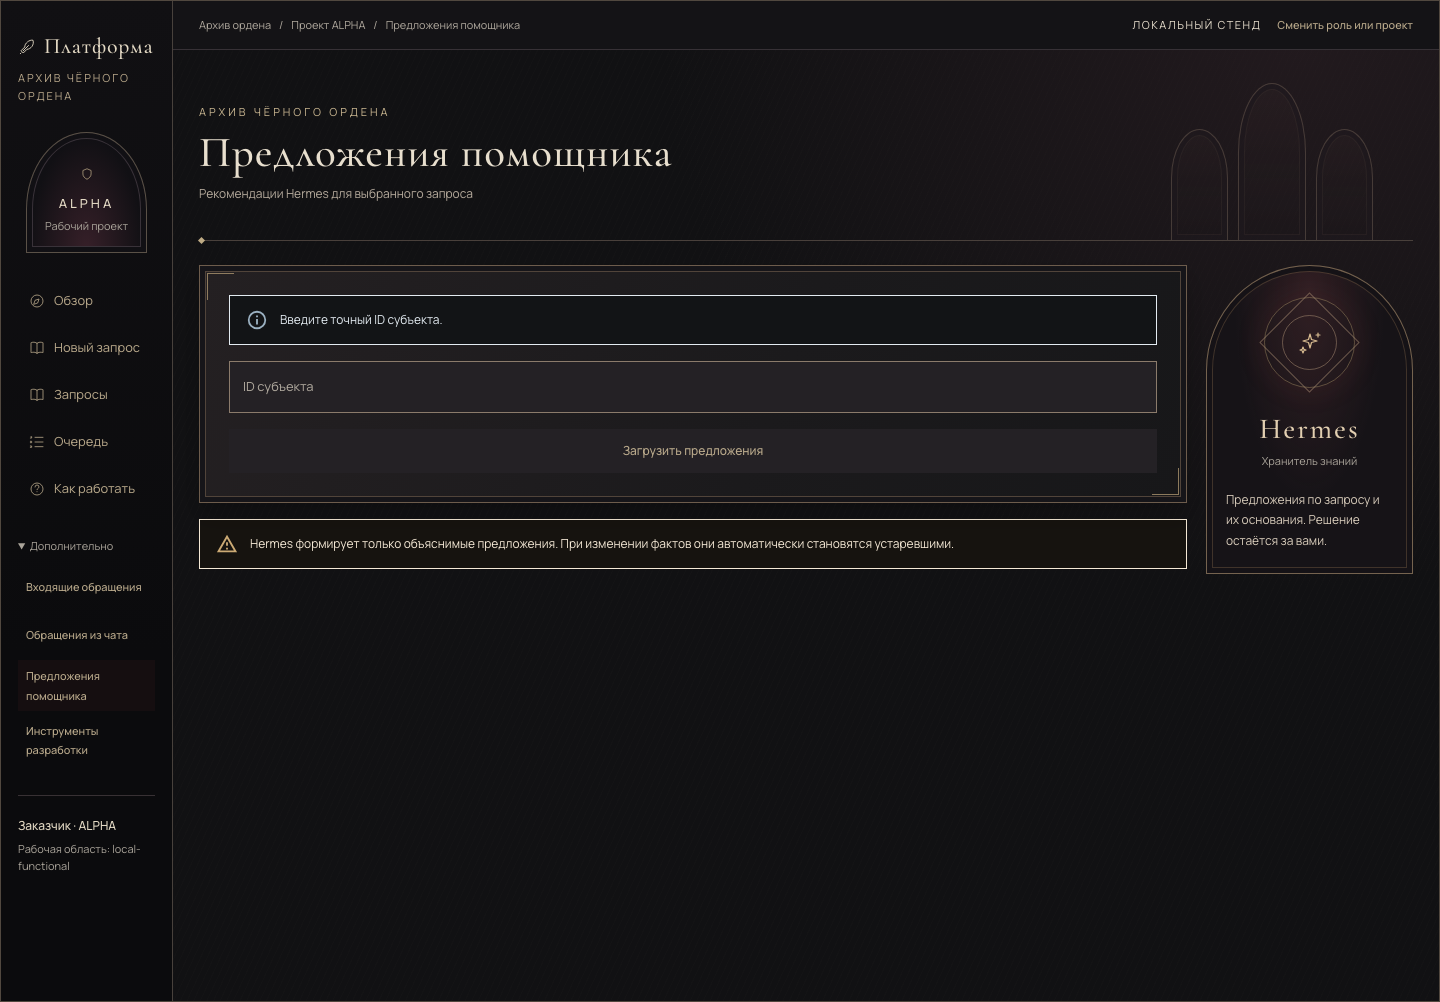 Платформа
АРХИВ ЧЁРНОГО
ОРДЕНА
ALPHA
Рабочий проект
Обзор
Новый запрос
Запросы
Очередь
Как работать
Дополнительно
Входящие обращения
Обращения из чата
Предложения
помощника
Инструменты
разработки
Заказчик · ALPHA
Рабочая область: local-
functional
Архив ордена / Проект ALPHA / Предложения помощника
ЛОКАЛЬНЫЙ СТЕНД Сменить роль или проект
АРХИВ ЧЁРНОГО ОРДЕНА
Предложения помощника
Рекомендации Hermes для выбранного запроса
Введите точный ID субъекта.
ID субъекта
Загрузить предложения
Hermes формирует только объяснимые предложения. При изменении фактов они автоматически становятся устаревшими.
Hermes
Хранитель знаний
Предложения по запросу и
их основания. Решение
остаётся за вами.